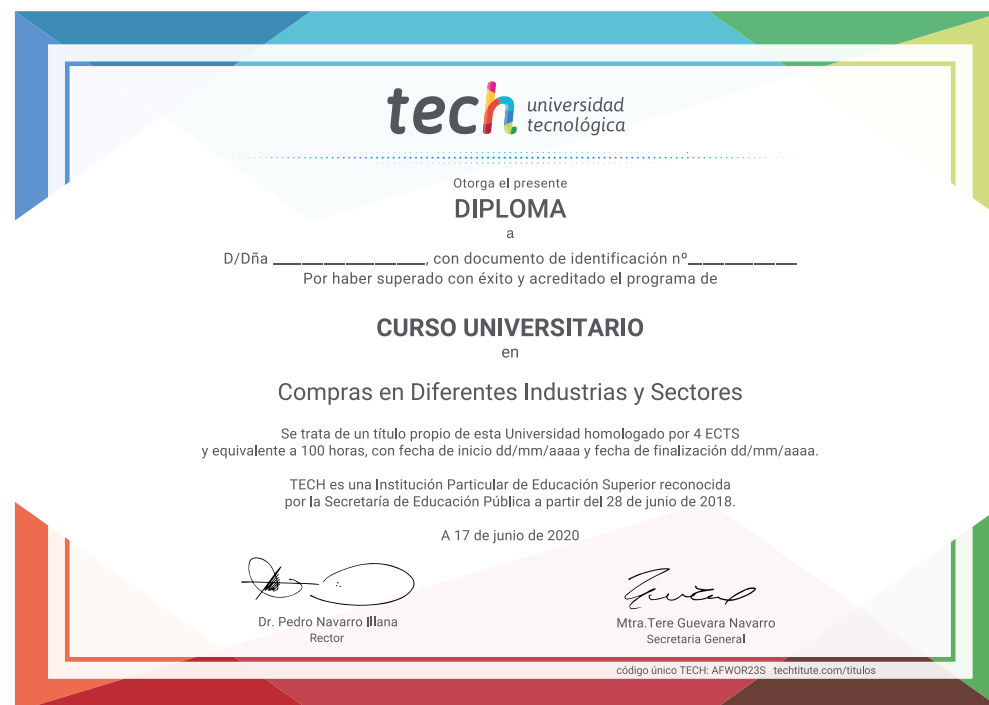 tech universidad
tecnológica
Otorga el presente
DIPLOMA
a
D/Dña ____________________, con documento de identificación nº______________
Por haber superado con éxito y acreditado el programa de
CURSO UNIVERSITARIO
en
Compras en Diferentes Industrias y Sectores
Se trata de un título propio de esta Universidad homologado por 4 ECTS
y equivalente a 100 horas, con fecha de inicio dd/mm/aaaa y fecha de finalización dd/mm/aaaa.
TECH es una Institución Particular de Educación Superior reconocida
por la Secretaría de Educación Pública a partir del 28 de junio de 2018.
A 17 de junio de 2020
Dr. Pedro Navarro Illana
Rector
Mtra.Tere Guevara Navarro
Secretaria General
código único TECH: AFWOR23S techtitute.com/titulos